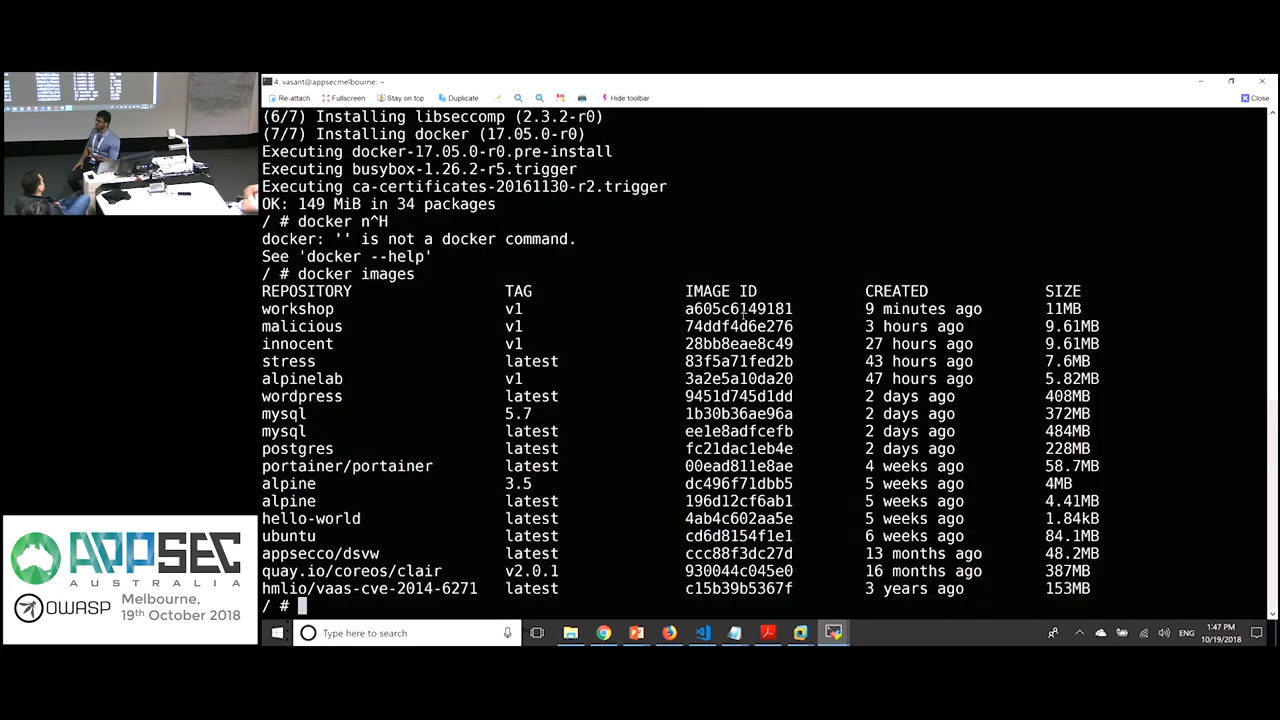 4. vasant@appsecmelbourne: ~
Re-attach Fullscreen Stay on top Duplicate Hide toolbar Close
(6/7) Installing libseccomp (2.3.2-r0)
(7/7) Installing docker (17.05.0-r0)
Executing docker-17.05.0-r0.pre-install
Executing busybox-1.26.2-r5.trigger
Executing ca-certificates-20161130-r2.trigger
OK: 149 MiB in 34 packages
/ # docker n^H
docker: '' is not a docker command.
See 'docker --help'
/ # docker images
REPOSITORY TAG IMAGE ID CREATED SIZE
workshop v1 a605c6149181 9 minutes ago 11MB
malicious v1 74ddf4d6e276 3 hours ago 9.61MB
innocent v1 28bb8eae8c49 27 hours ago 9.61MB
stress latest 83f5a71fed2b 43 hours ago 7.6MB
alpinelab v1 3a2e5a10da20 47 hours ago 5.82MB
wordpress latest 9451d745d1dd 2 days ago 408MB
mysql 5.7 1b30b36ae96a 2 days ago 372MB
mysql latest ee1e8adfcefb 2 days ago 484MB
postgres latest fc21dac1eb4e 2 days ago 228MB
portainer/portainer latest 00ead811e8ae 4 weeks ago 58.7MB
alpine 3.5 dc496f71dbb5 5 weeks ago 4MB
alpine latest 196d12cf6ab1 5 weeks ago 4.41MB
hello-world latest 4ab4c602aa5e 5 weeks ago 1.84kB
ubuntu latest cd6d8154f1e1 6 weeks ago 84.1MB
appsecco/dsvw latest ccc88f3dc27d 13 months ago 48.2MB
quay.io/coreos/clair v2.0.1 930044c045e0 16 months ago 387MB
hmlio/vaas-cve-2014-6271 latest c15b39b5367f 3 years ago 153MB
/ #
APPSEC
AUSTRALIA
OWASP
Melbourne,
19th October 2018
Type here to search
ENG
1:47 PM
10/19/2018